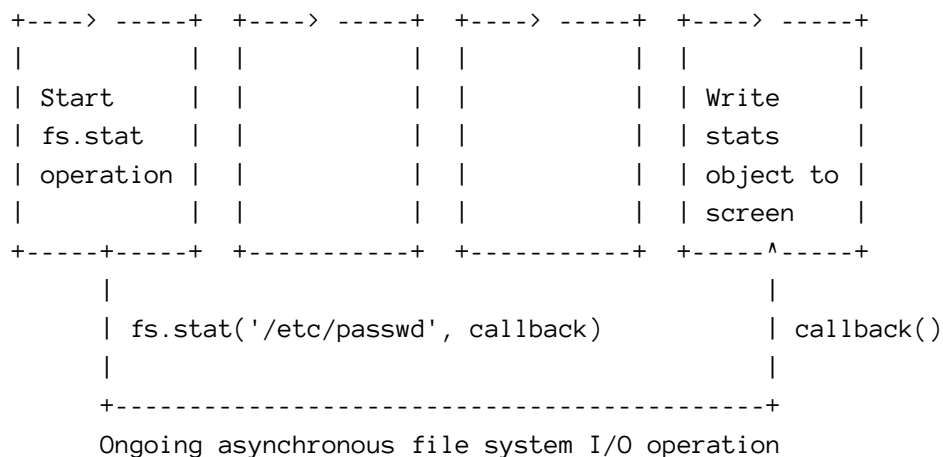 Start
fs.stat
operation
Write
stats
object to
screen
fs.stat('/etc/passwd', callback)
callback()
Ongoing asynchronous file system I/O operation